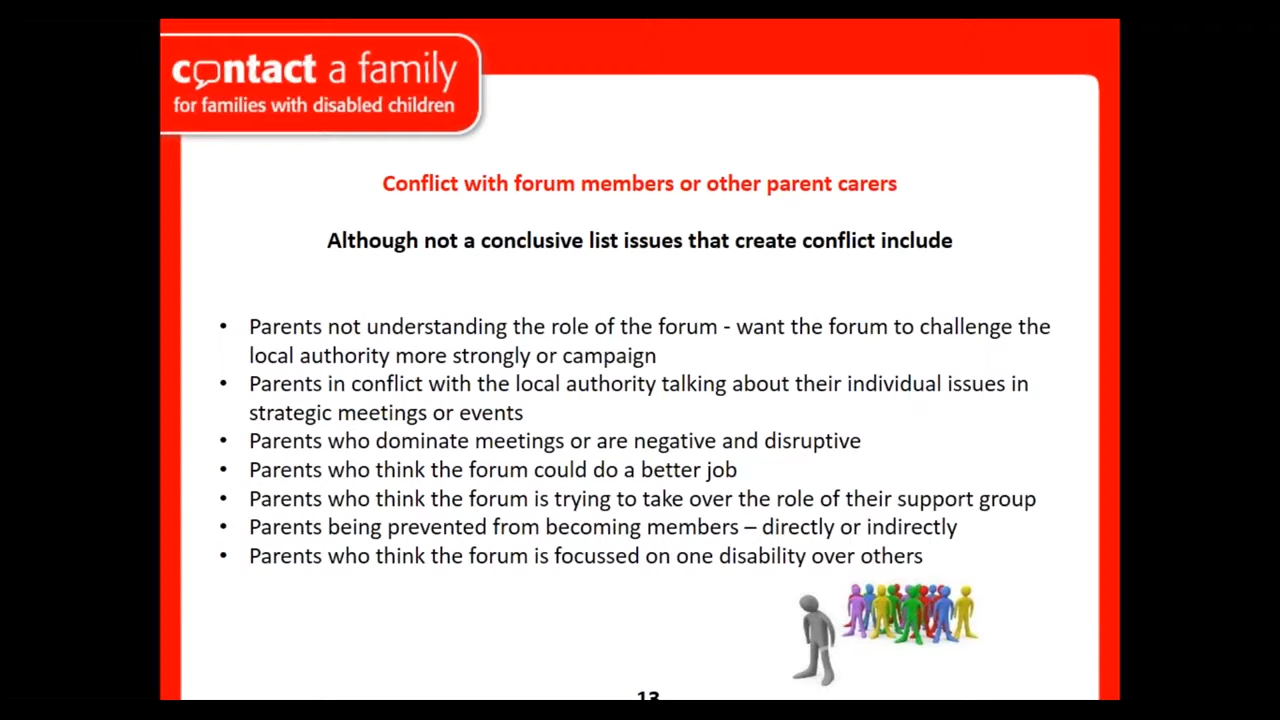 contact a family
for families with disabled children
Conflict with forum members or other parent carers
Although not a conclusive list issues that create conflict include
• Parents not understanding the role of the forum - want the forum to challenge the
local authority more strongly or campaign
• Parents in conflict with the local authority talking about their individual issues in
strategic meetings or events
• Parents who dominate meetings or are negative and disruptive
• Parents who think the forum could do a better job
• Parents who think the forum is trying to take over the role of their support group
• Parents being prevented from becoming members – directly or indirectly
• Parents who think the forum is focussed on one disability over others
13